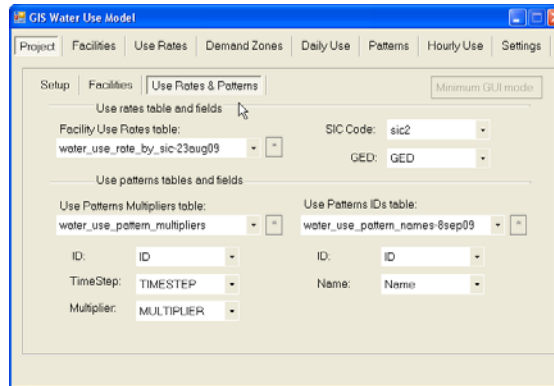 GIS Water Use Model
Project Facilities Use Rates Demand Zones Daily Use Patterns Hourly Use Settings
Setup Facilities Use Rates & Patterns Minimum GUI mode
Use rates table and fields
Facility Use Rates table: SIC Code: sic2
water_use_rate_by_sic-23aug09 GED: GED
Use patterns tables and fields
Use Patterns Multipliers table: Use Patterns IDs table:
water_use_pattern_multipliers water_use_pattern_names-8sep09
ID: ID ID: ID
TimeStep: TIMESTEP Name: Name
Multiplier: MULTIPLIER